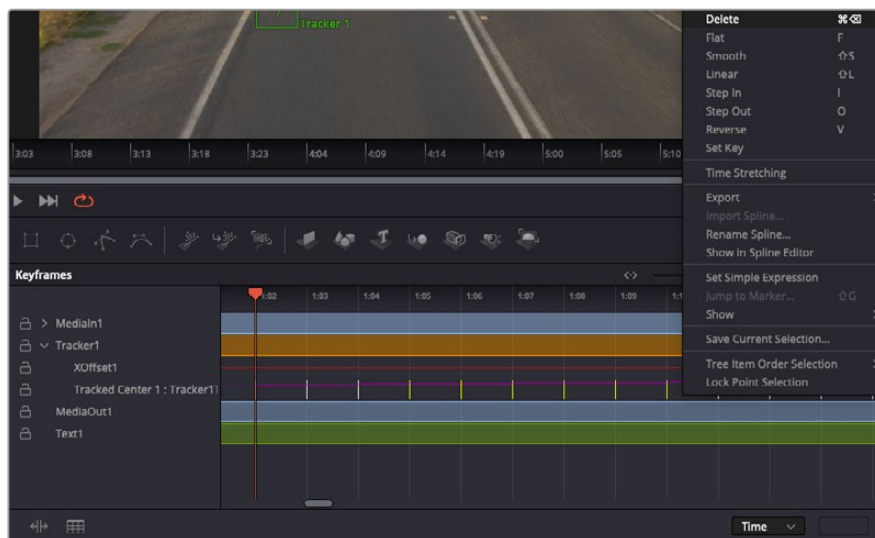 Tracker 1
Delete ⌘⌫
Flat F
Smooth ⇧S
Linear ⇧L
Step In I
Step Out O
Reverse V
Set Key
Time Stretching
Export
Import Spline...
Rename Spline...
Show in Spline Editor
Set Simple Expression
Jump to Marker... ⇧G
Show
Save Current Selection...
Tree Item Order Selection
Lock Point Selection
3:03 3:08 3:13 3:18 3:23 4:04 4:09 4:14 4:19 5:00 5:05 5:10
T
Keyframes
1:02 1:03 1:04 1:05 1:06 1:07 1:08 1:09
MediaIn1
Tracker1
XOffset1
Tracked Center 1 : Tracker11
MediaOut1
Text1
Time